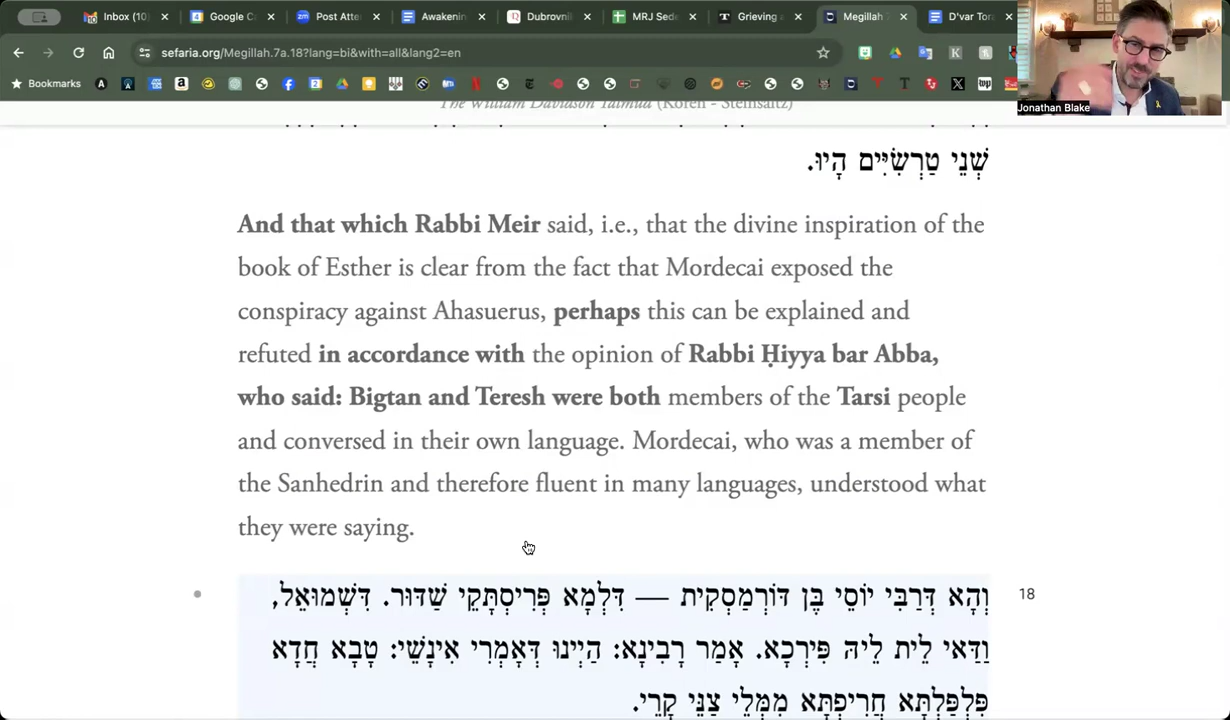 Inbox (10)
Google C
Post Atte
Awakenin
Dubrovnil
MRJ Sede
Grieving a
Megillah
D'var Tora
sefaria.org/Megillah.7a.18?lang=bi&with=all&lang2=en
Bookmarks
Jonathan Blake
The William Davidson Talmud (Koren - Steinsaltz)
שְׁנֵי טַרְשִׂיִּים הָיוּ.
And that which Rabbi Meir said, i.e., that the divine inspiration of the
book of Esther is clear from the fact that Mordecai exposed the
conspiracy against Ahasuerus, perhaps this can be explained and
refuted in accordance with the opinion of Rabbi Ḥiyya bar Abba,
who said: Bigtan and Teresh were both members of the Tarsi people
and conversed in their own language. Mordecai, who was a member of
the Sanhedrin and therefore fluent in many languages, understood what
they were saying.
18
וְהָא דְּרַבִּי יוֹסֵי בֶּן דּוֹרְמַסְקִית — דִּלְמָא פְּרִיסְתָּקֵי שַׁדּוּר. דִּשְׁמוּאֵל,
וַדַּאי לֵית לֵיהּ פִּירְכָא. אָמַר רָבִינָא: הַיְינוּ דְּאָמְרִי אִינָשֵׁי: טָבָא חֲדָא
פִּלְפַּלְתָּא חֲרִיפְתָּא מִמְּלֵי צַנֵּי קָרֵי.